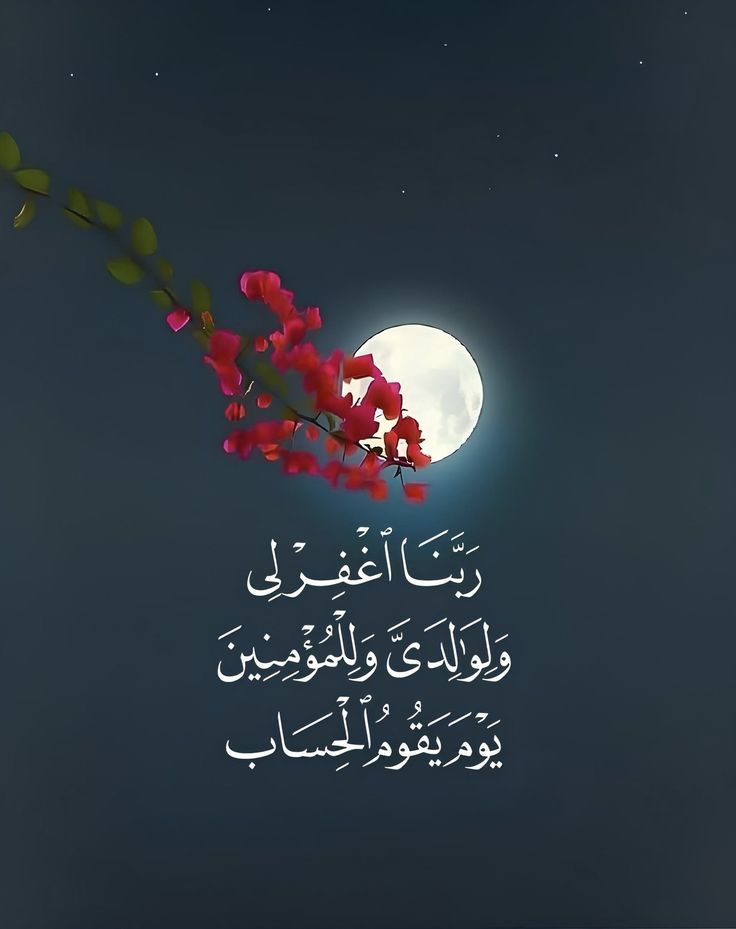 رَبَّنَا ٱغْفِرْ لِى
وَلِوَٰلِدَىَّ وَلِلْمُؤْمِنِينَ
يَوْمَ يَقُومُ ٱلْحِسَاب